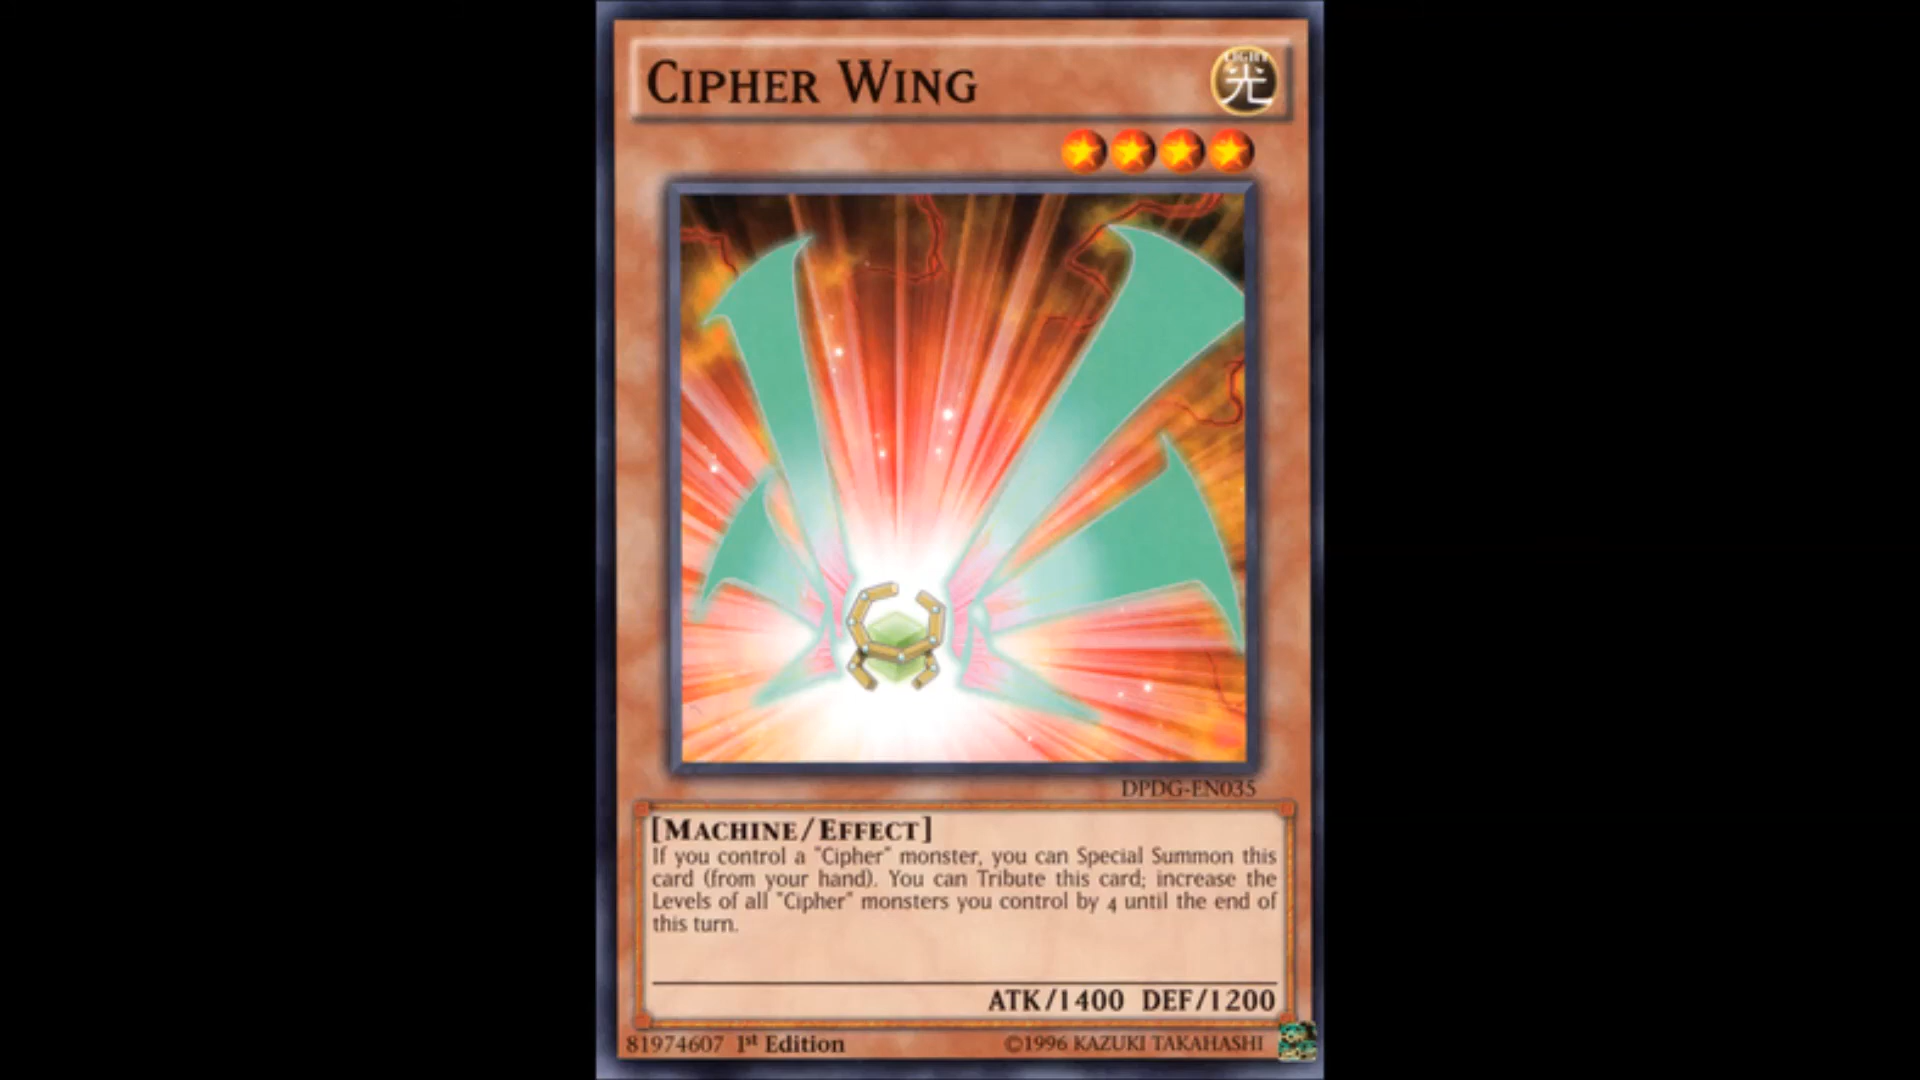 CIPHER WING
LIGHT
光
DPDG-EN035
[MACHINE/EFFECT]
If you control a "Cipher" monster, you can Special Summon this
card (from your hand). You can Tribute this card; increase the
Levels of all "Cipher" monsters you control by 4 until the end of
this turn.
ATK/1400 DEF/1200
81974607 1st Edition
©1996 KAZUKI TAKAHASHI